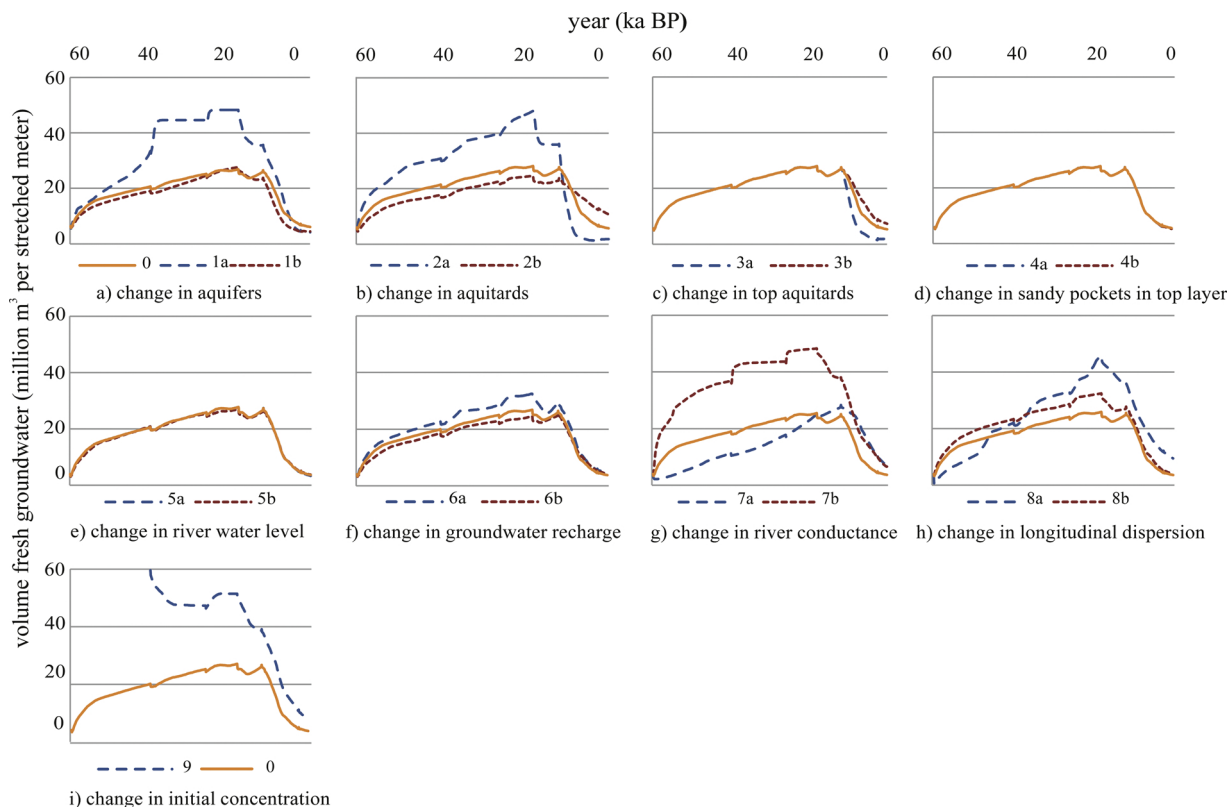 year (ka BP)
60 40 20 0 60 40 20 0 60 40 20 0 60 40 20 0
volume fresh groundwater (million m³ per stretched meter)
60
40
20
0
0 1a 1b 2a 2b 3a 3b 4a 4b
a) change in aquifers b) change in aquitards c) change in top aquitards d) change in sandy pockets in top layer
60
40
20
0
5a 5b 6a 6b 7a 7b 8a 8b
e) change in river water level f) change in groundwater recharge g) change in river conductance h) change in longitudinal dispersion
60
40
20
0
9 0
i) change in initial concentration